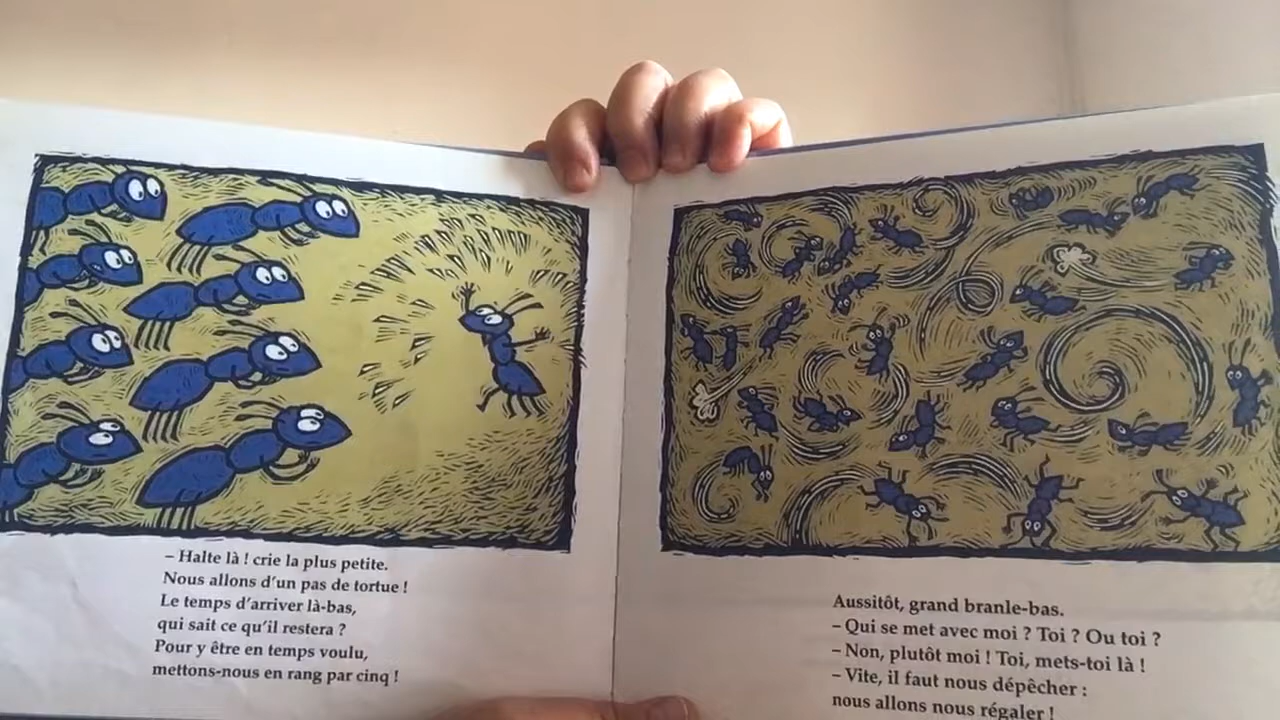 – Halte là ! crie la plus petite.
Nous allons d'un pas de tortue !
Le temps d'arriver là-bas,
qui sait ce qu'il restera ?
Pour y être en temps voulu,
mettons-nous en rang par cinq !
Aussitôt, grand branle-bas.
– Qui se met avec moi ? Toi ? Ou toi ?
– Non, plutôt moi ! Toi, mets-toi là !
– Vite, il faut nous dépêcher :
nous allons nous régaler !